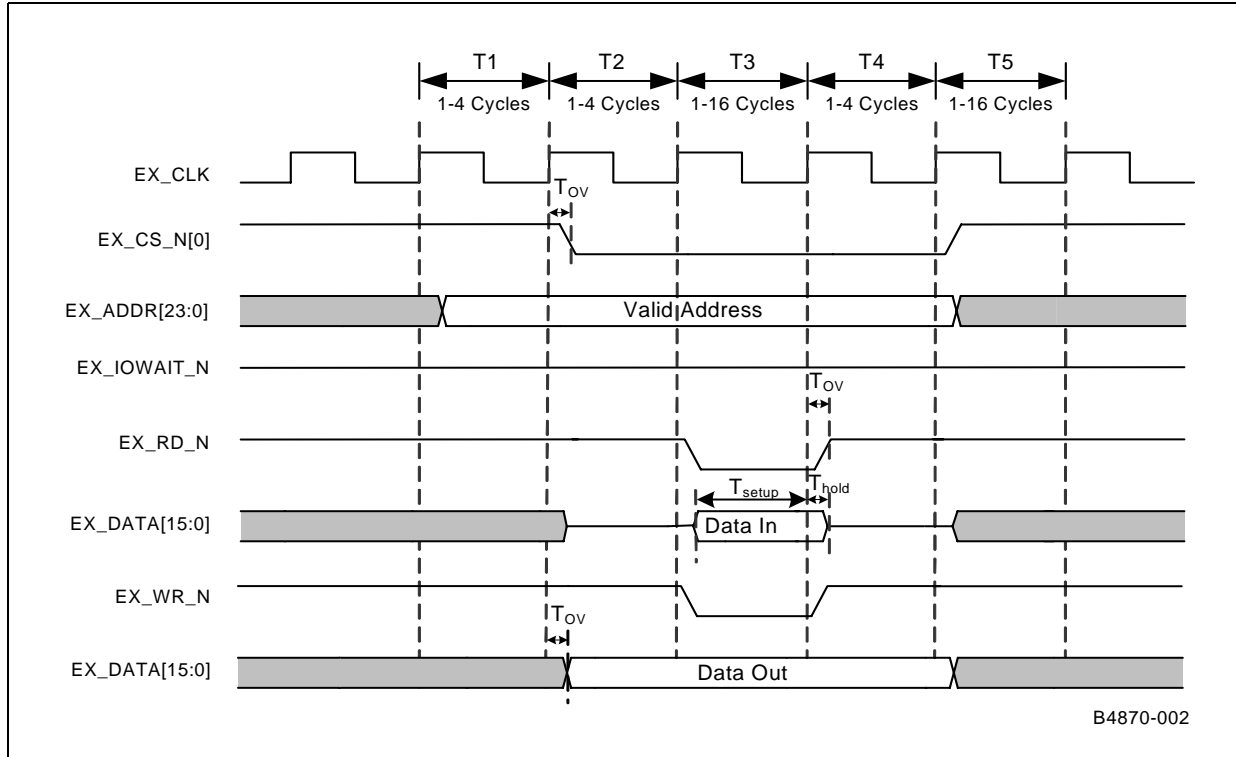 T1 T2 T3 T4 T5
1-4 Cycles 1-4 Cycles 1-16 Cycles 1-4 Cycles 1-16 Cycles
EX_CLK
TOV
EX_CS_N[0]
EX_ADDR[23:0] Valid Address
EX_IOWAIT_N
TOV
EX_RD_N
Tsetup Thold
EX_DATA[15:0] Data In
EX_WR_N
TOV
EX_DATA[15:0] Data Out
B4870-002